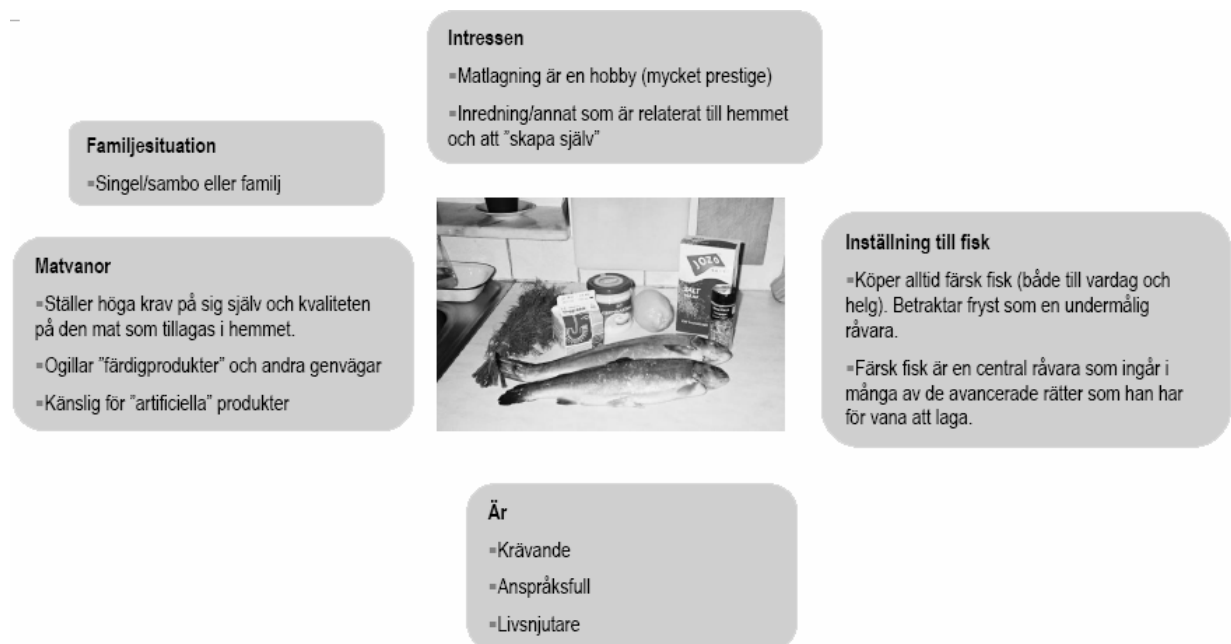 Intressen
▪Matlagning är en hobby (mycket prestige)
▪Inredning/annat som är relaterat till hemmet
och att ”skapa själv”
Familjesituation
▪Singel/sambo eller familj
Matvanor
▪Ställer höga krav på sig själv och kvaliteten
på den mat som tillagas i hemmet.
▪Ogillar ”färdigprodukter” och andra genvägar
▪Känslig för ”artificiella” produkter
JOZO
SALT
Inställning till fisk
▪Köper alltid färsk fisk (både till vardag och
helg). Betraktar fryst som en undermålig
råvara.
▪Färsk fisk är en central råvara som ingår i
många av de avancerade rätter som han har
för vana att laga.
Är
▪Krävande
▪Anspråksfull
▪Livsnjutare